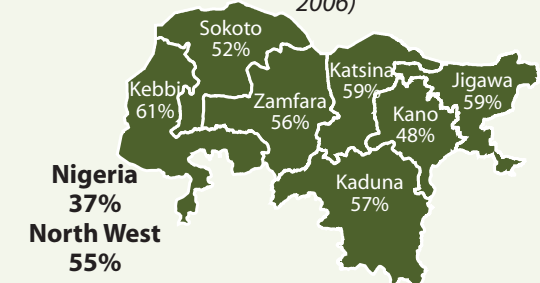 2006)
Sokoto
52%
Kebbi
61%
Zamfara
56%
Katsina
59%
Kano
48%
Jigawa
59%
Kaduna
57%
Nigeria
37%
North West
55%